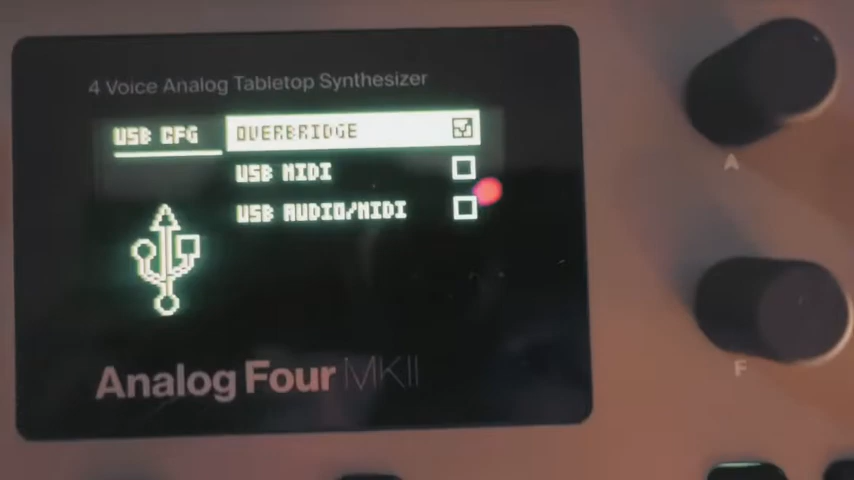 4 Voice Analog Tabletop Synthesizer
USB CFG
OVERBRIDGE
USB MIDI
USB AUDIO/MIDI
Analog Four MKII
A
F